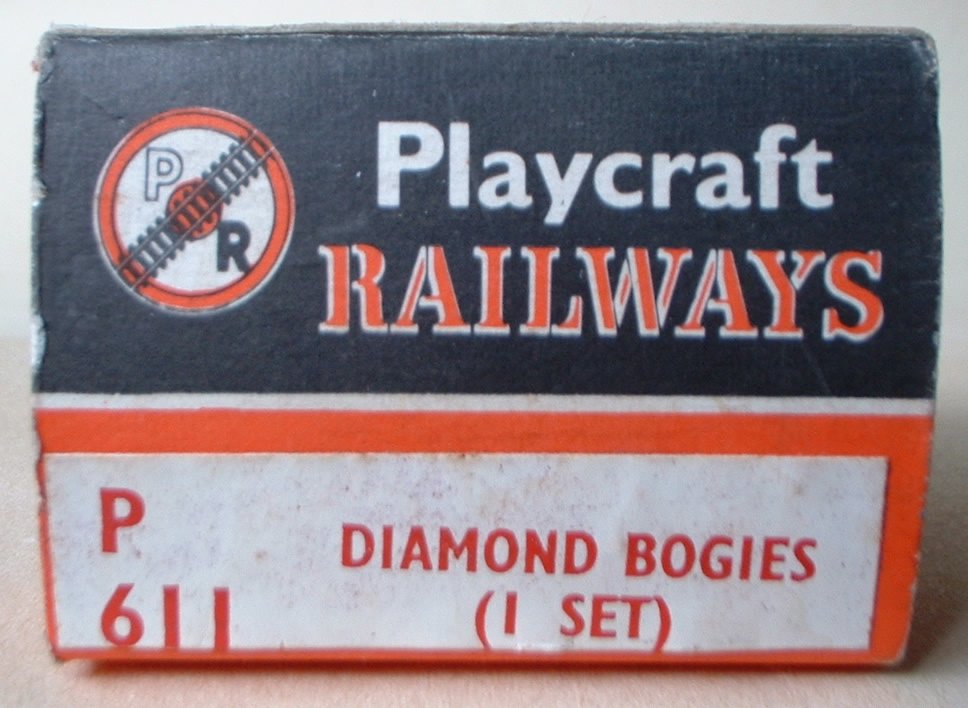 P
R
Playcraft
RAILWAYS
P
611
DIAMOND BOGIES
(1 SET)